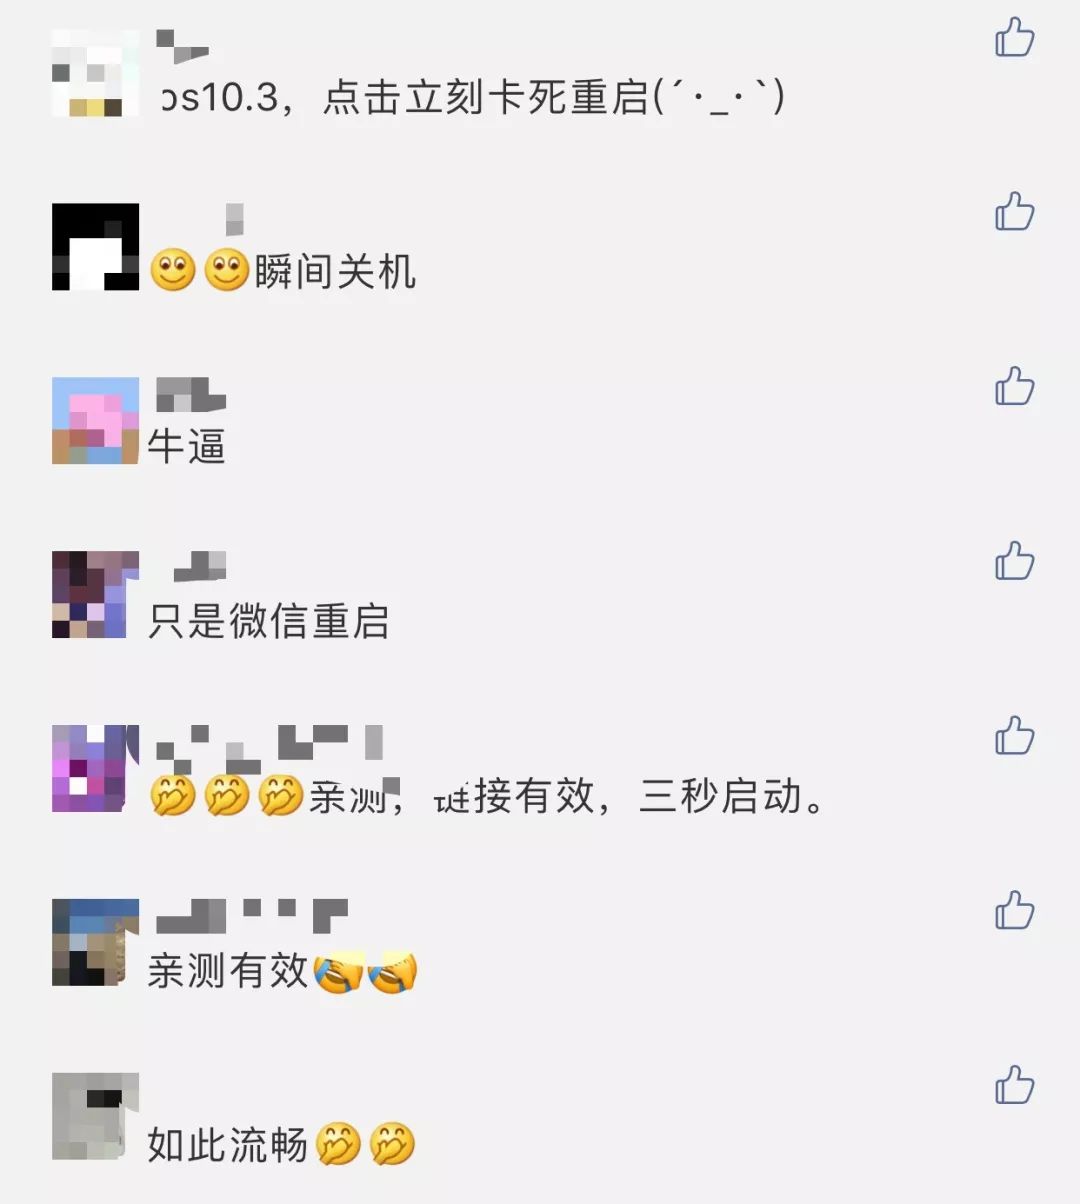 os10.3，点击立刻卡死重启(´･_･`)
瞬间关机
牛逼
只是微信重启
亲测，链接有效，三秒启动。
亲测有效
如此流畅